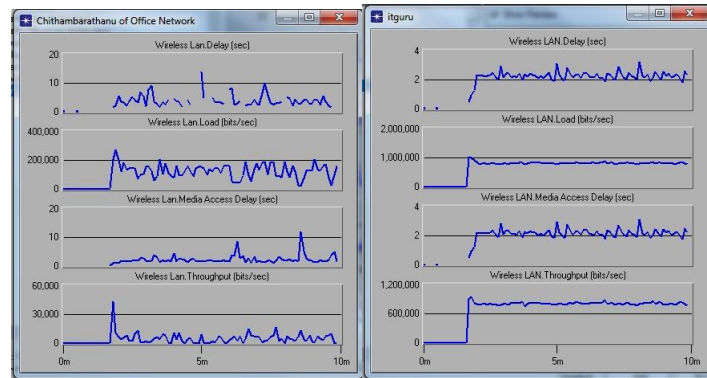 Chithambarathanu of Office Network
Wireless Lan.Delay (sec)
20
10
0
Wireless Lan.Load (bits/sec)
400,000
200,000
0
Wireless Lan.Media Access Delay (sec)
20
10
0
Wireless Lan.Throughput (bits/sec)
60,000
30,000
0
0m
5m
10m
itguru
Wireless LAN.Delay (sec)
4
2
0
Wireless LAN.Load (bits/sec)
2,000,000
1,000,000
0
Wireless LAN.Media Access Delay (sec)
4
2
0
Wireless LAN.Throughput (bits/sec)
1,200,000
600,000
0
0m
5m
10m